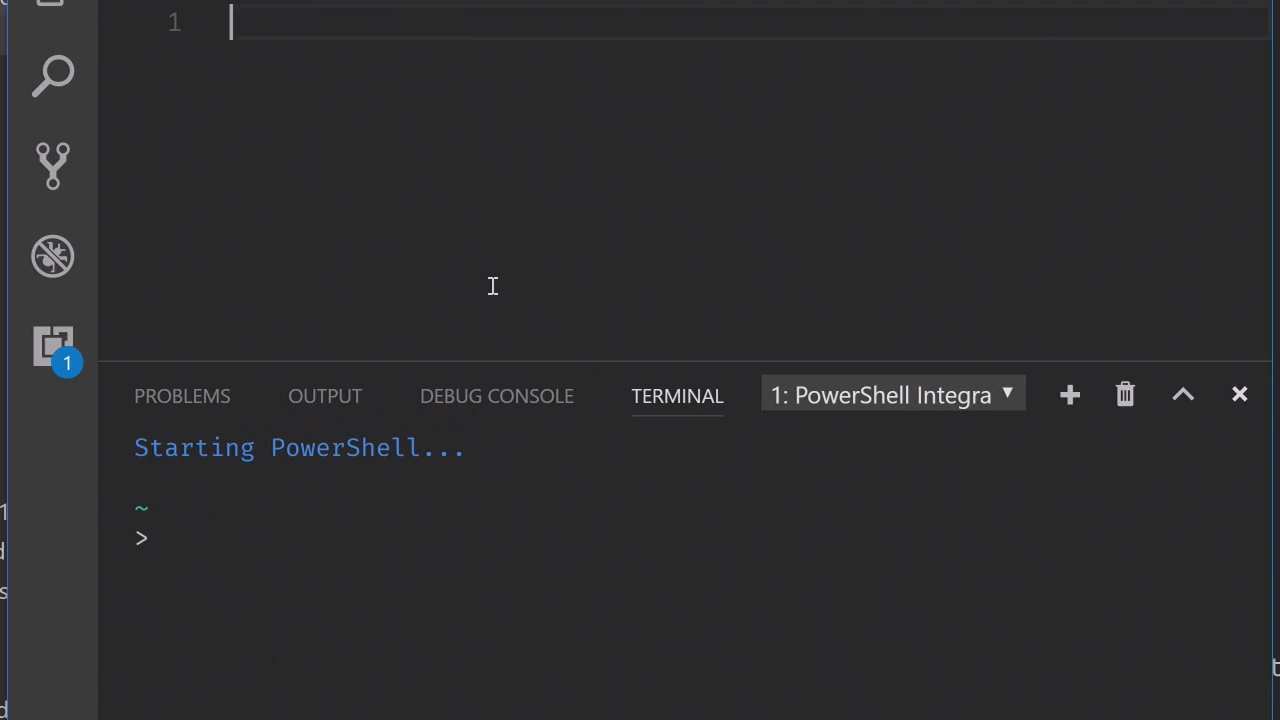 1
1
PROBLEMS OUTPUT DEBUG CONSOLE TERMINAL 1: PowerShell Integra
Starting PowerShell...
~
>